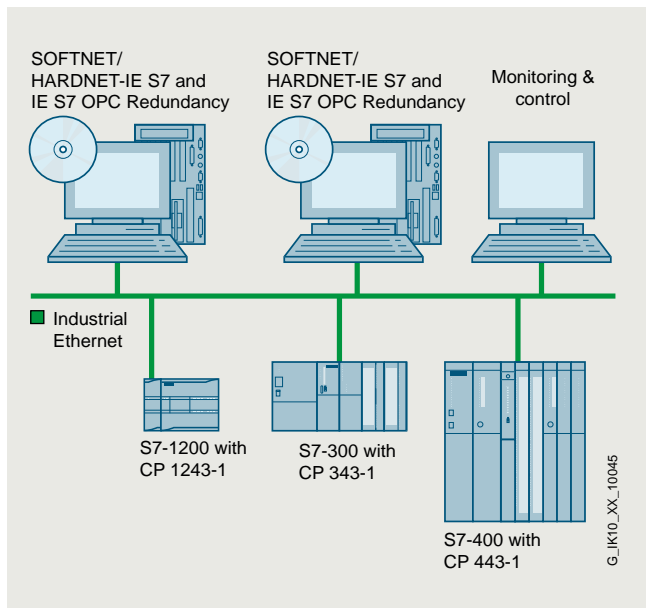 SOFTNET/
HARDNET-IE S7 and
IE S7 OPC Redundancy
SOFTNET/
HARDNET-IE S7 and
IE S7 OPC Redundancy
Monitoring &
control
Industrial
Ethernet
S7-1200 with
CP 1243-1
S7-300 with
CP 343-1
S7-400 with
CP 443-1
G_IK10_XX_10045